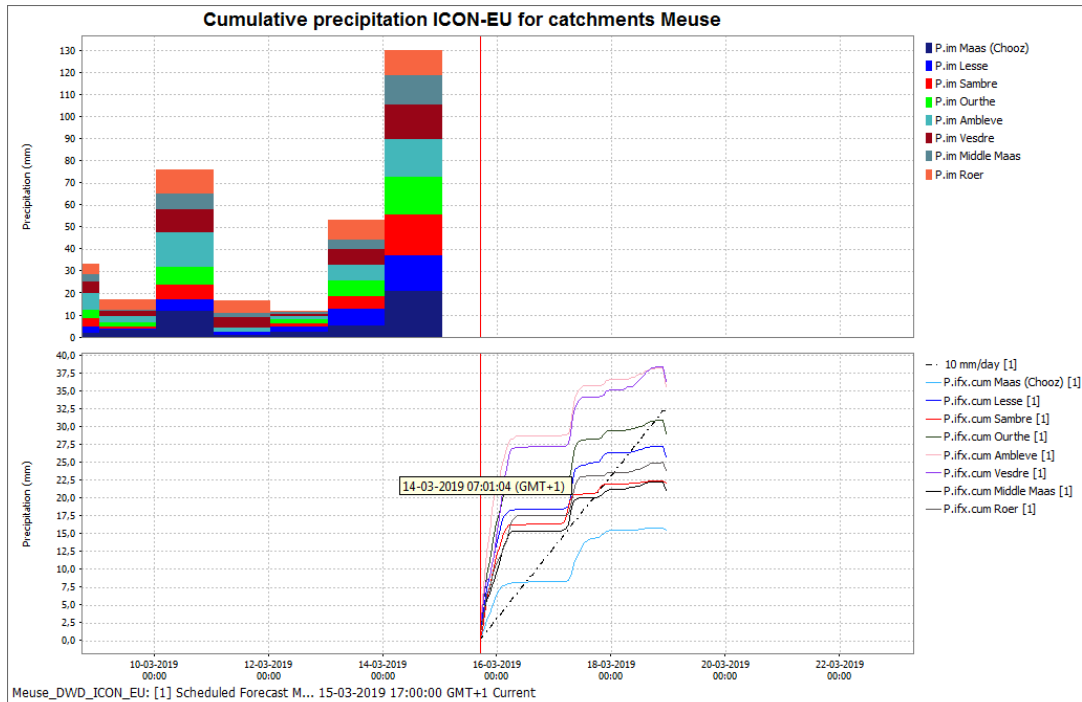 Cumulative precipitation ICON-EU for catchments Meuse
130
120
110
100
90
80
70
60
50
40
30
20
10
0
Precipitation (mm)
P.im Maas (Chooz)
P.im Lesse
P.im Sambre
P.im Ourthe
P.im Ambleve
P.im Vesdre
P.im Middle Maas
P.im Roer
40,0
37,5
35,0
32,5
30,0
27,5
25,0
22,5
20,0
17,5
15,0
12,5
10,0
7,5
5,0
2,5
0,0
Precipitation (mm)
14-03-2019 07:01:04 (GMT+1)
10 mm/day [1]
P.ifx.cum Maas (Chooz) [1]
P.ifx.cum Lesse [1]
P.ifx.cum Sambre [1]
P.ifx.cum Ourthe [1]
P.ifx.cum Ambleve [1]
P.ifx.cum Vesdre [1]
P.ifx.cum Middle Maas [1]
P.ifx.cum Roer [1]
10-03-2019 12-03-2019 14-03-2019 16-03-2019 18-03-2019 20-03-2019 22-03-2019
00:00 00:00 00:00 00:00 00:00 00:00 00:00
Meuse_DWD_ICON_EU: [1] Scheduled Forecast M... 15-03-2019 17:00:00 GMT+1 Current